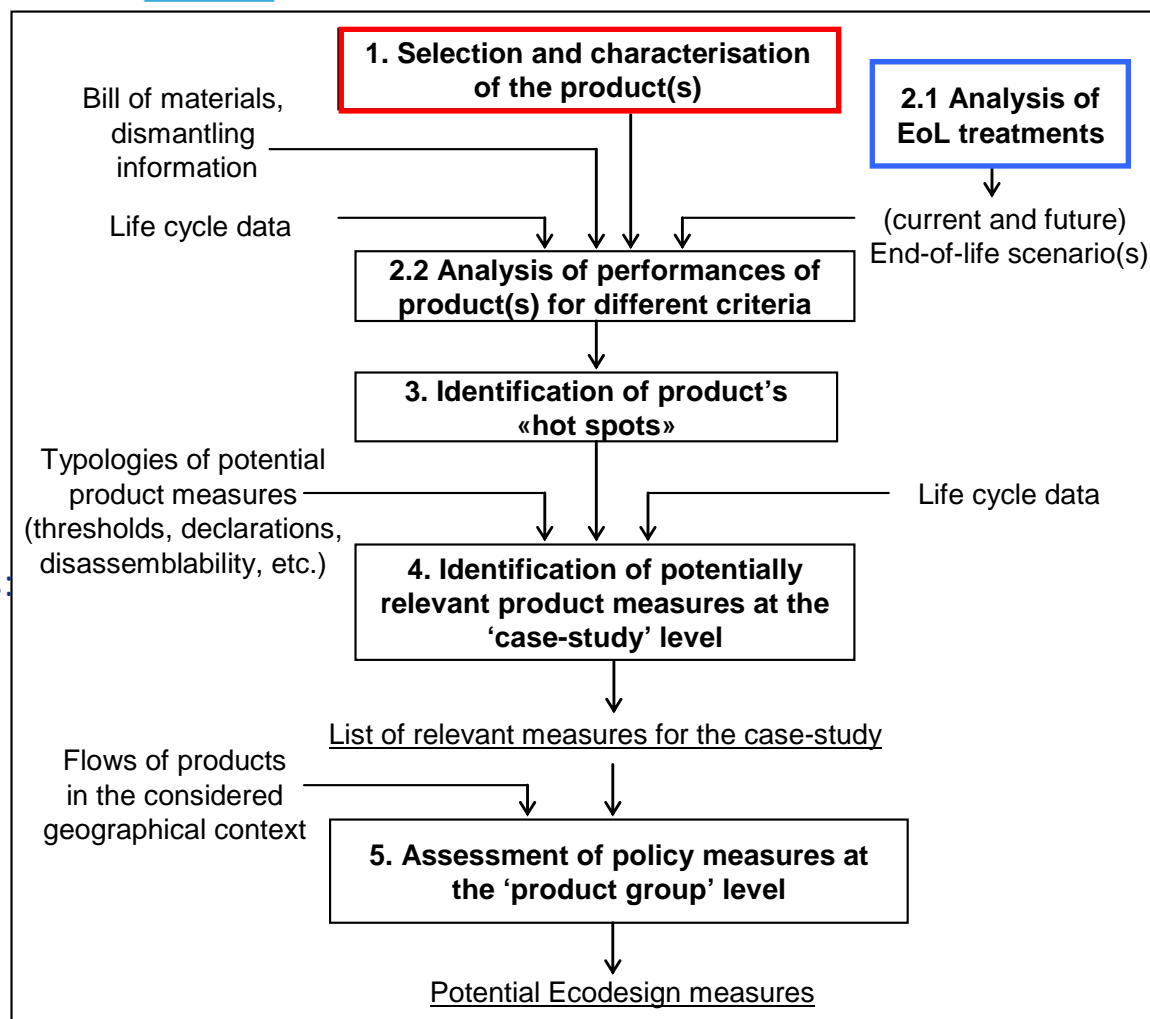 1. Selection and characterisation
of the product(s)
2.1 Analysis of
EoL treatments
Bill of materials,
dismantling
information
Life cycle data
(current and future)
End-of-life scenario(s)
2.2 Analysis of performances of
product(s) for different criteria
3. Identification of product’s
«hot spots»
Typologies of potential
product measures
(thresholds, declarations,
disassemblability, etc.)
Life cycle data
4. Identification of potentially
relevant product measures at the
‘case-study’ level
List of relevant measures for the case-study
Flows of products
in the considered
geographical context
5. Assessment of policy measures at
the ‘product group’ level
Potential Ecodesign measures